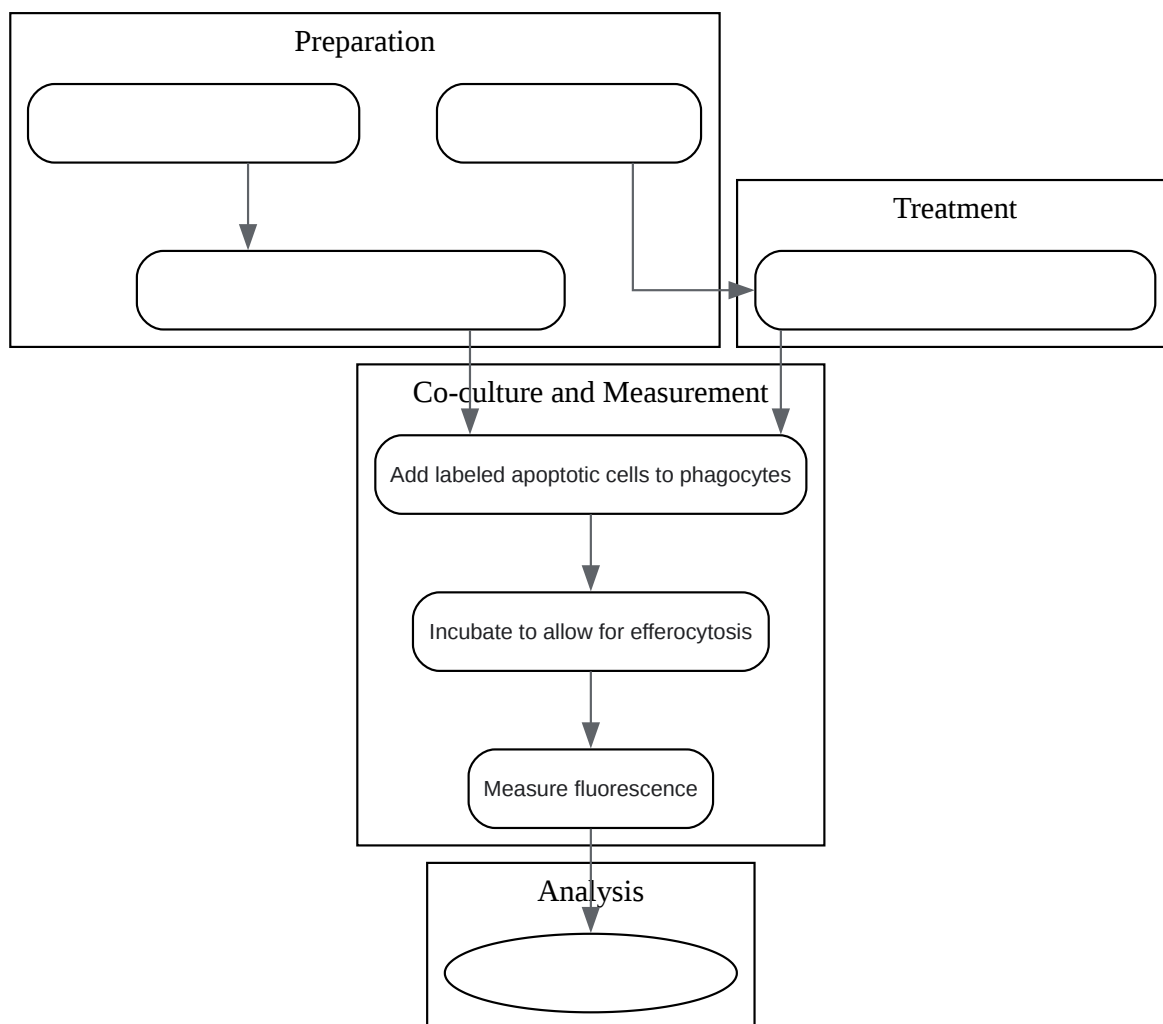 Preparation
Treatment
Co-culture and Measurement
Add labeled apoptotic cells to phagocytes
Incubate to allow for efferocytosis
Measure fluorescence
Analysis